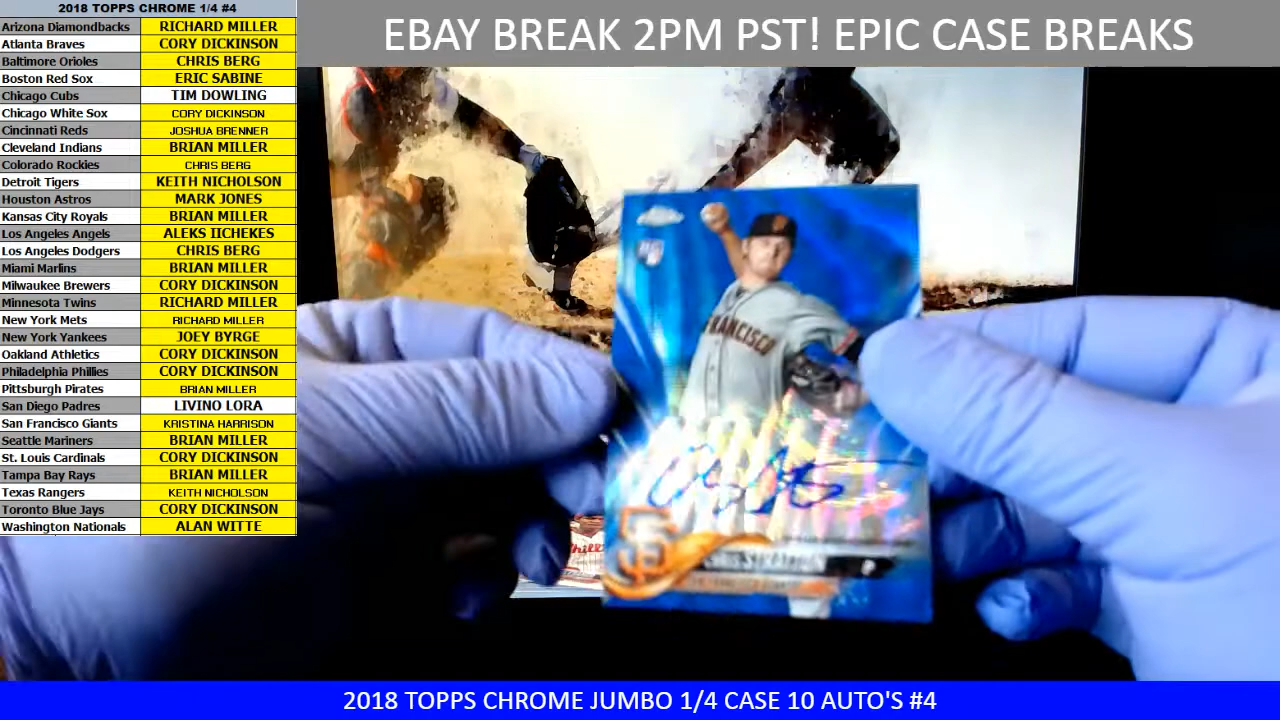 2018 TOPPS CHROME 1/4 #4
EBAY BREAK 2PM PST! EPIC CASE BREAKS
Arizona Diamondbacks RICHARD MILLER
Atlanta Braves CORY DICKINSON
Baltimore Orioles CHRIS BERG
Boston Red Sox ERIC SABINE
Chicago Cubs TIM DOWLING
Chicago White Sox CORY DICKINSON
Cincinnati Reds JOSHUA BRENNER
Cleveland Indians BRIAN MILLER
Colorado Rockies CHRIS BERG
Detroit Tigers KEITH NICHOLSON
Houston Astros MARK JONES
Kansas City Royals BRIAN MILLER
Los Angeles Angels ALEKS IICHEKES
Los Angeles Dodgers CHRIS BERG
Miami Marlins BRIAN MILLER
Milwaukee Brewers CORY DICKINSON
Minnesota Twins RICHARD MILLER
New York Mets RICHARD MILLER
New York Yankees JOEY BYRGE
Oakland Athletics CORY DICKINSON
Philadelphia Phillies CORY DICKINSON
Pittsburgh Pirates BRIAN MILLER
San Diego Padres LIVINO LORA
San Francisco Giants KRISTINA HARRISON
Seattle Mariners BRIAN MILLER
St. Louis Cardinals CORY DICKINSON
Tampa Bay Rays BRIAN MILLER
Texas Rangers KEITH NICHOLSON
Toronto Blue Jays CORY DICKINSON
Washington Nationals ALAN WITTE
FRANCISCO
SF
P
Phillies
2018 TOPPS CHROME JUMBO 1/4 CASE 10 AUTO'S #4